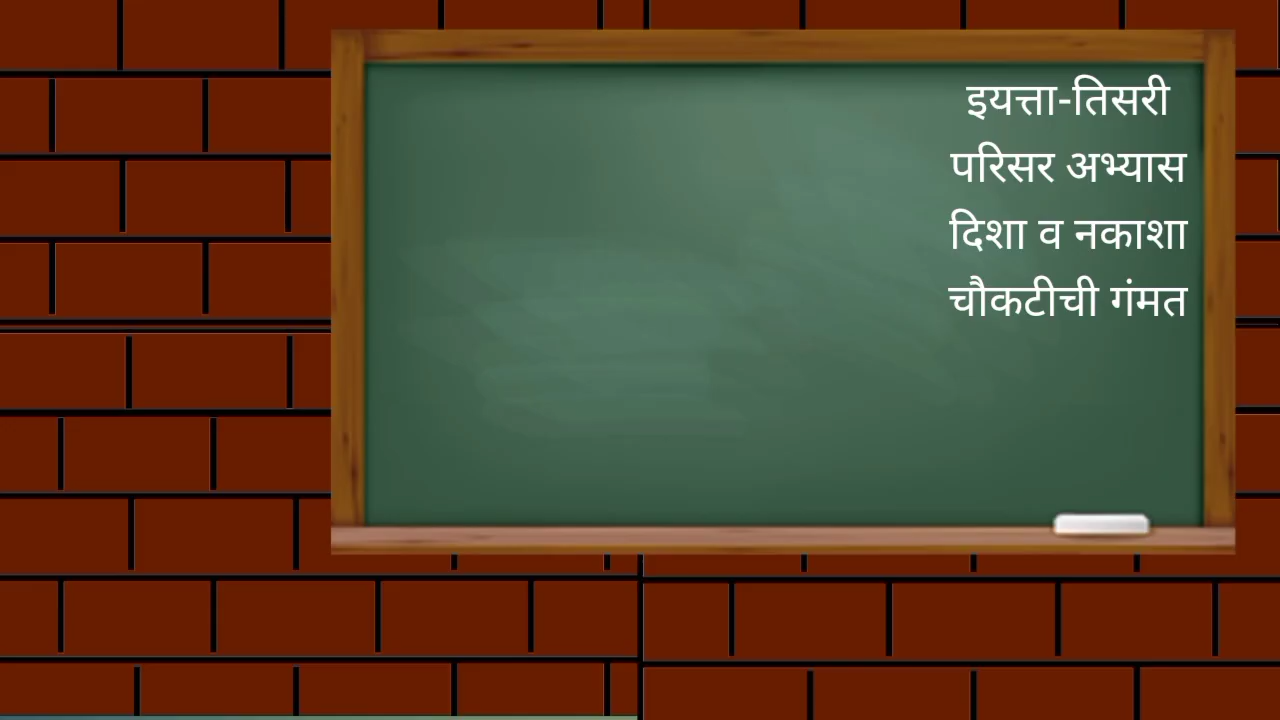 इयत्ता-तिसरी
परिसर अभ्यास
दिशा व नकाशा
चौकटीची गंमत